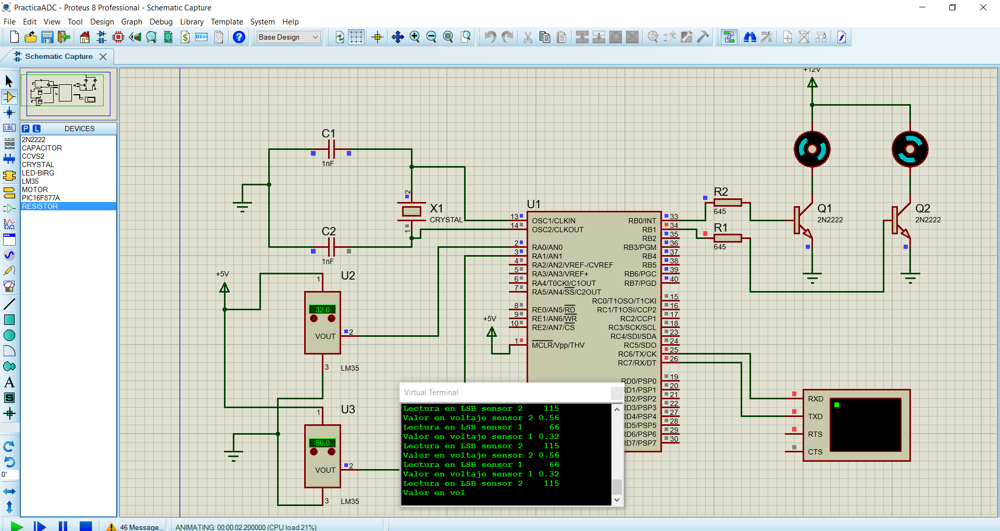 PracticaADC - Proteus 8 Professional - Schematic Capture
File Edit View Tool Design Graph Debug Library Template System Help
Base Design
Schematic Capture
P L DEVICES
2N2222
CAPACITOR
CCVS2
CRYSTAL
LED-BIRG
LM35
MOTOR
PIC16F877A
RESISTOR
LBL
A
S
0°
+12V
C1
1nF
2
X1
CRYSTAL
1
C2
1nF
+5V
U2
1
32.0
VOUT
2
3
LM35
U3
1
56.0
VOUT
2
3
LM35
+5V
U1
13 OSC1/CLKIN
14 OSC2/CLKOUT
2 RA0/AN0
3 RA1/AN1
4 RA2/AN2/VREF-/CVREF
5 RA3/AN3/VREF+
6 RA4/T0CKI/C1OUT
7 RA5/AN4/SS/C2OUT
8 RE0/AN5/RD
9 RE1/AN6/WR
10 RE2/AN7/CS
1 MCLR/Vpp/THV
RB0/INT 33
RB1 34
RB2 35
RB3/PGM 36
RB4 37
RB5 38
RB6/PGC 39
RB7/PGD 40
RC0/T1OSO/T1CKI 15
RC1/T1OSI/CCP2 16
RC2/CCP1 17
RC3/SCK/SCL 18
RC4/SDI/SDA 23
RC5/SDO 24
RC6/TX/CK 25
RC7/RX/DT 26
RD0/PSP0 19
RD1/PSP1 20
RD2/PSP2 21
RD3/PSP3 22
RD4/PSP4 27
RD5/PSP5 28
RD6/PSP6 29
RD7/PSP7 30
R2
645
R1
645
Q1
2N2222
Q2
2N2222
RXD
TXD
RTS
CTS
Virtual Terminal
Lectura en LSB sensor 2 115
Valor en voltaje sensor 2 0.56
Lectura en LSB sensor 1 66
Valor en voltaje sensor 1 0.32
Lectura en LSB sensor 2 115
Valor en voltaje sensor 2 0.56
Lectura en LSB sensor 1 66
Valor en voltaje sensor 1 0.32
Lectura en LSB sensor 2 115
Valor en vol
46 Message...
ANIMATING: 00:00:02.200000 (CPU load 21%)